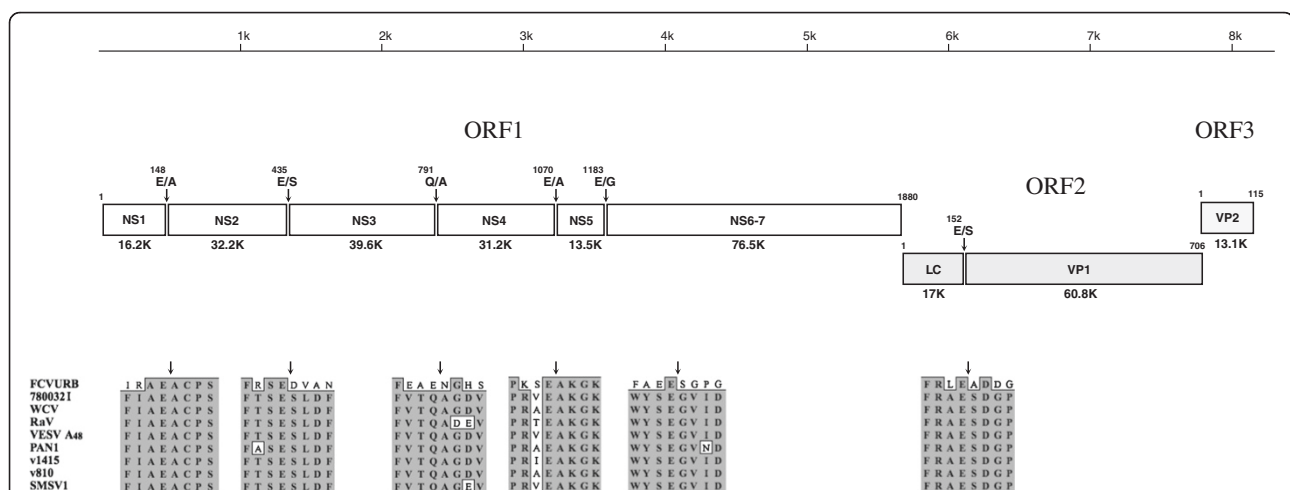 1k 2k 3k 4k 5k 6k 7k 8k
ORF1 ORF3
ORF2
148 435 791 1070 1183
E/A E/S Q/A E/A E/G
1 1880 1 115
NS1 NS2 NS3 NS4 NS5 NS6-7 VP2
16.2K 32.2K 39.6K 31.2K 13.5K 76.5K 13.1K
152
E/S
1 706
LC VP1
17K 60.8K
FCVURB I R A E A C P S F R S E D V A N F E A E N G H S P K S E A K G K F A E E S G P G F R L E A D D G
780032I F I A E A C P S F T S E S L D F F V T Q A G D V P R V E A K G K W Y S E G V I D F R A E S D G P
WCV F I A E A C P S F T S E S L D F F V T Q A G D V P R A E A K G K W Y S E G V I D F R A E S D G P
RaV F I A E A C P S F T S E S L D F F V T Q A D E V P R T E A K G K W Y S E G V I D F R A E S D G P
VESV A48 F I A E A C P S F T S E S L D F F V T Q A G D V P R V E A K G K W Y S E G V I D F R A E S D G P
PAN1 F I A E A C P S F A S E S L D F F V T Q A G D V P R A E A K G K W Y S E G V N D F R A E S D G P
v1415 F I A E A C P S F T S E S L D F F V T Q A G D V P R I E A K G K W Y S E G V I D F R A E S D G P
v810 F I A E A C P S F T S E S L D F F V T Q A G D V P R A E A K G K W Y S E G V I D F R A E S D G P
SMSV1 F I A E A C P S F T S E S L D F F V T Q A G E V P R V E A K G K W Y S E G V I D F R A E S D G P